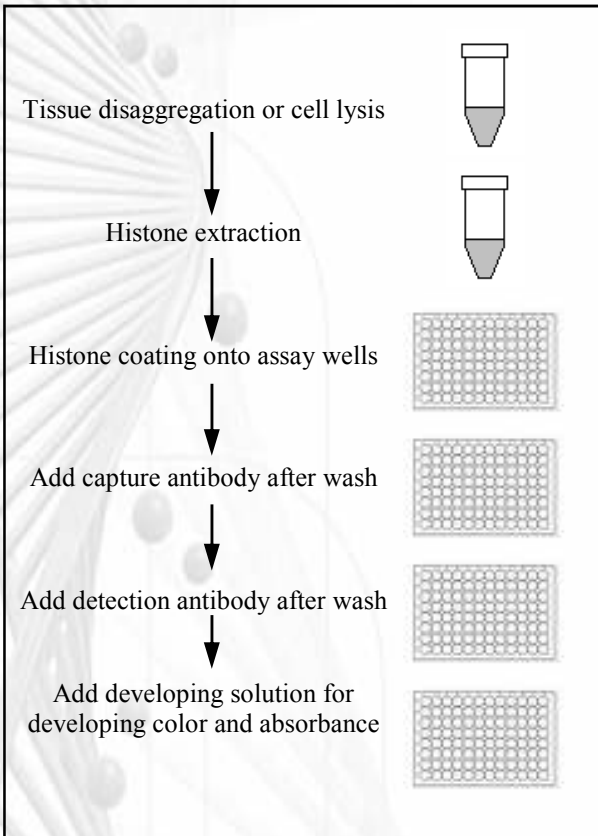 Tissue disaggregation or cell lysis
Histone extraction
Histone coating onto assay wells
Add capture antibody after wash
Add detection antibody after wash
Add developing solution for
developing color and absorbance